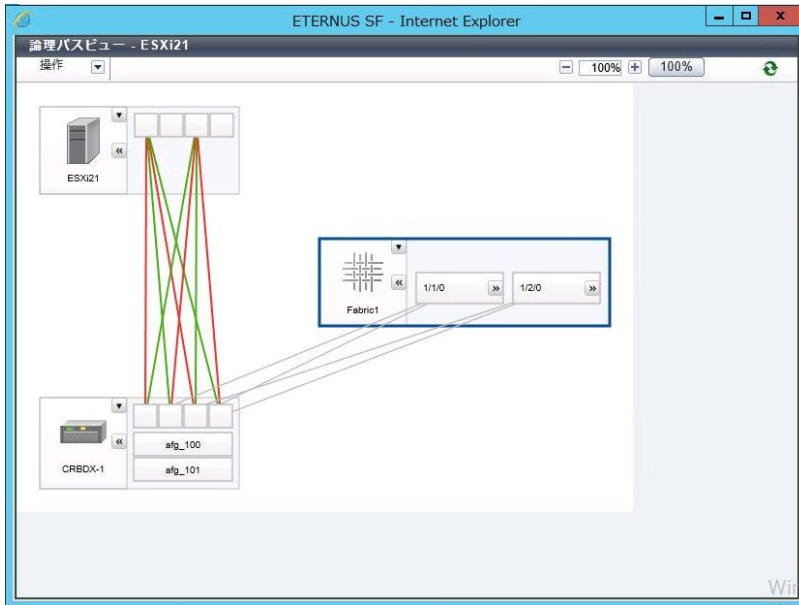 ETERNUS SF - Internet Explorer
論理パスビュー - ESXi21
操作
100%
100%
ESXi21
Fabric1
1/1/0
1/2/0
CRBDX-1
afg_100
afg_101
Win